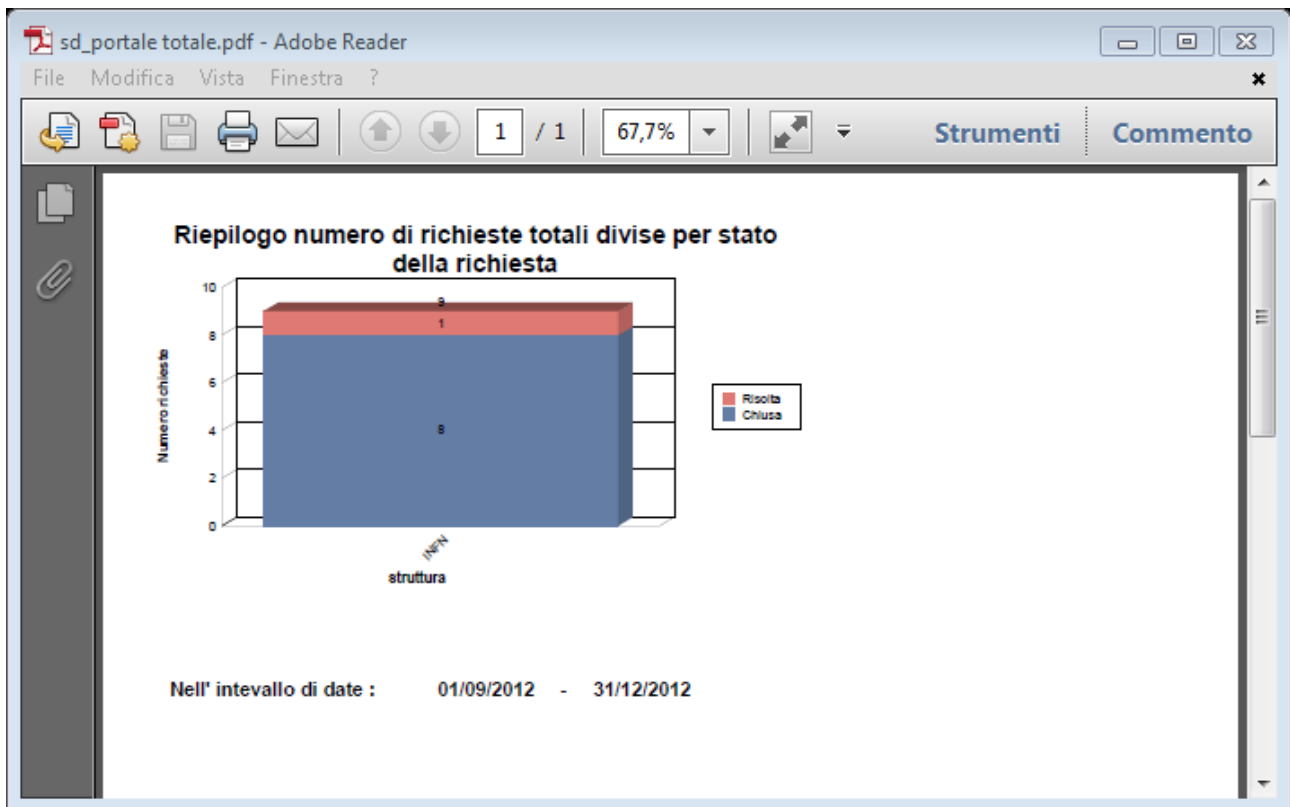 sd_portale totale.pdf - Adobe Reader
File Modifica Vista Finestra ?
1 / 1 67,7% Strumenti Commento
Riepilogo numero di richieste totali divise per stato
della richiesta
10
8
6
4
2
0
Numero richieste
9
1
8
INFN
struttura
Risolta
Chiusa
Nell' intevallo di date : 01/09/2012 - 31/12/2012